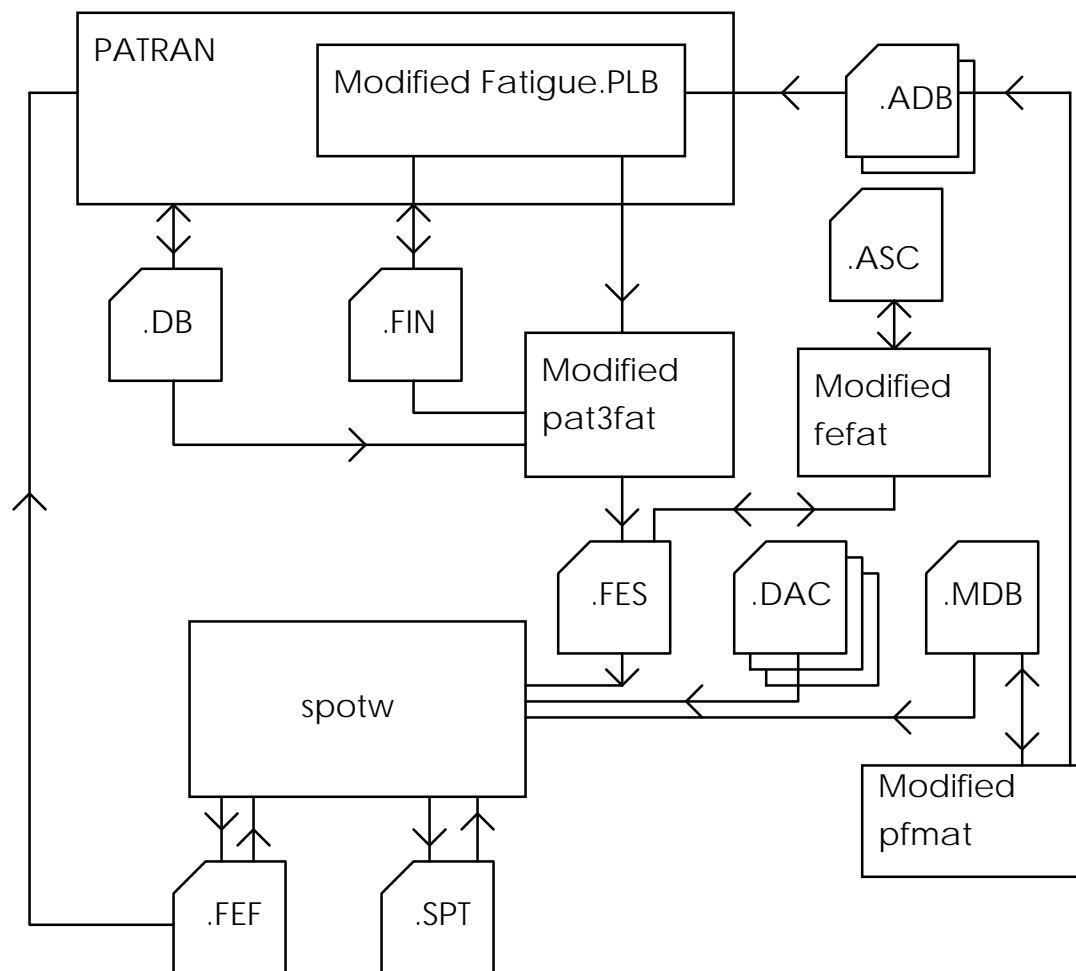 PATRAN
Modified Fatigue.PLB
.ADB
.ASC
.DB
.FIN
Modified
pat3fat
Modified
fefat
.FES
.DAC
.MDB
spotw
Modified
pfmat
.FEF
.SPT